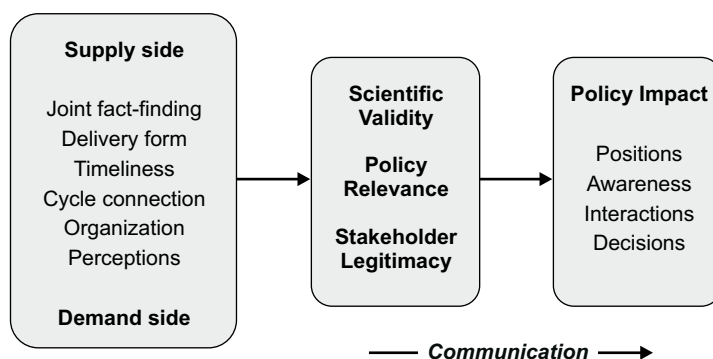 Supply side
Joint fact-finding
Delivery form
Timeliness
Cycle connection
Organization
Perceptions
Demand side
Scientific
Validity
Policy
Relevance
Stakeholder
Legitimacy
Policy Impact
Positions
Awareness
Interactions
Decisions
Communication